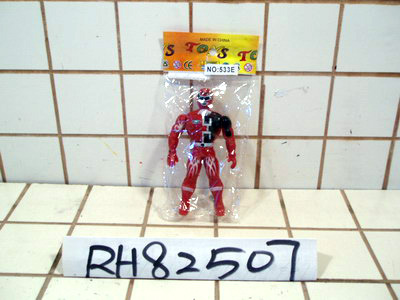 MADE IN CHINA
S TOYS TO
NO:533E
RH82507